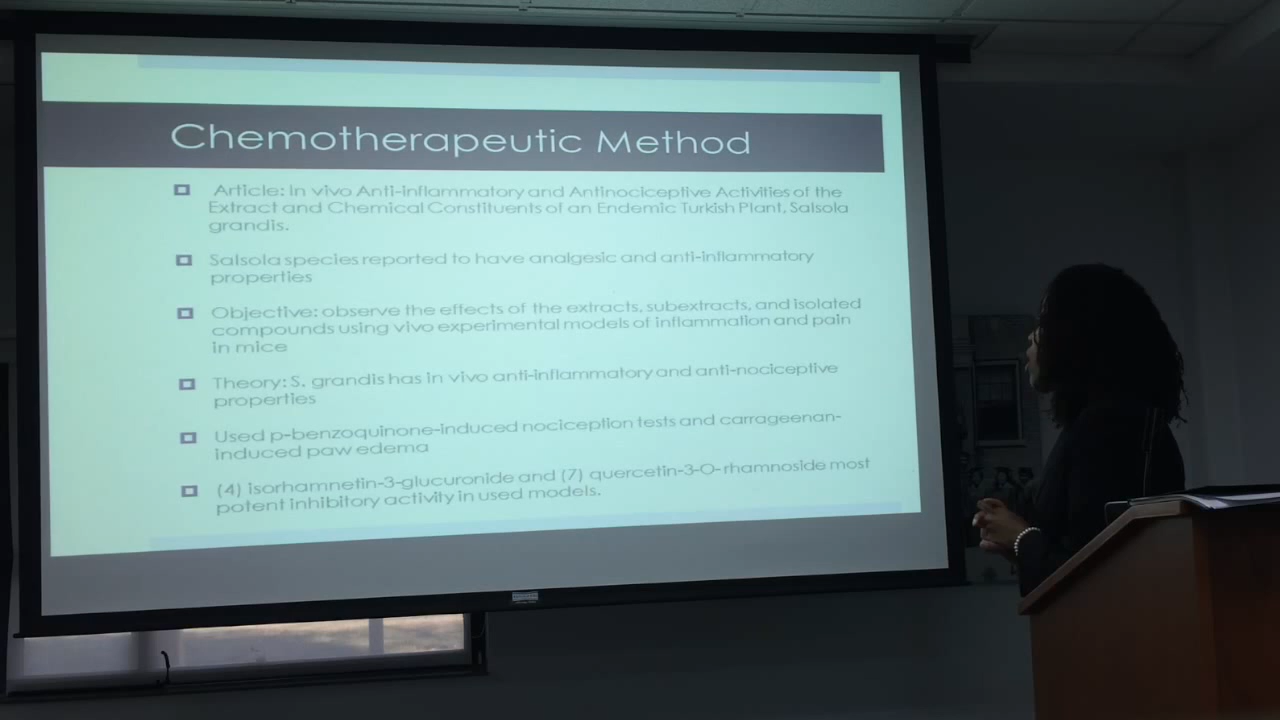 Chemotherapeutic Method
Article: In vivo Anti-inflammatory and Antinociceptive Activities of the
Extract and Chemical Constituents of an Endemic Turkish Plant, Salsola
grandis.
Salsola species reported to have analgesic and anti-inflammatory
properties
Objective: observe the effects of the extracts, subextracts, and isolated
compounds using vivo experimental models of inflammation and pain
in mice
Theory: S. grandis has in vivo anti-inflammatory and anti-nociceptive
properties
Used p-benzoquinone-induced nociception tests and carrageenan-
induced paw edema
(4) isorhamnetin-3-glucuronide and (7) quercetin-3-O-rhamnoside most
potent inhibitory activity in used models.